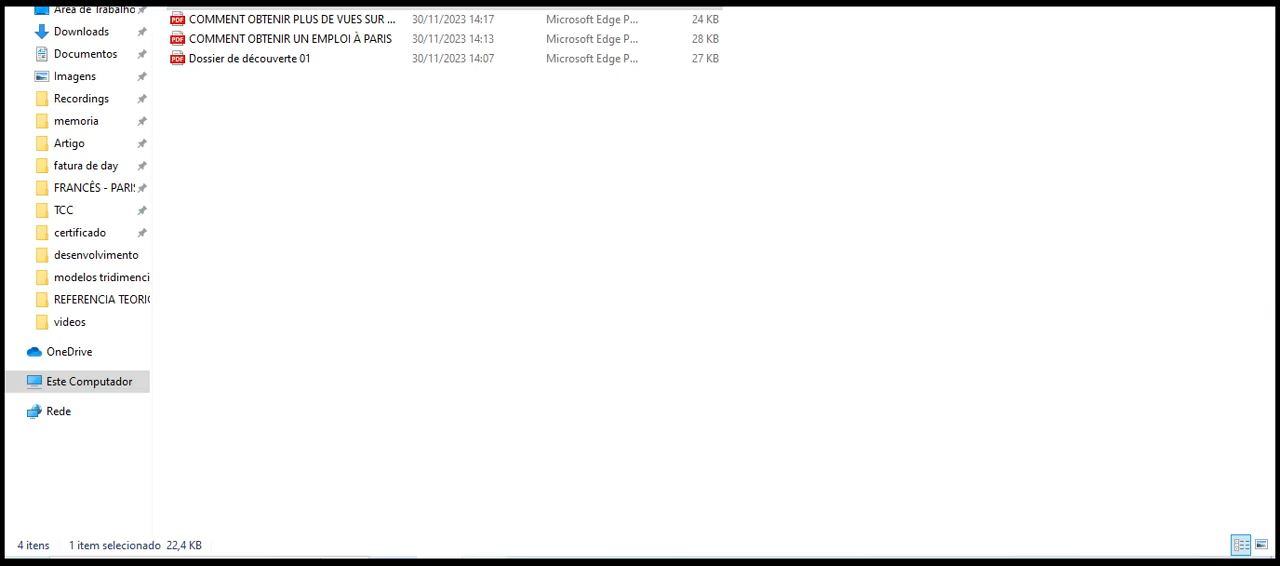 Área de Trabalho
Downloads
Documentos
Imagens
Recordings
memoria
Artigo
fatura de day
FRANCÊS - PARIS
TCC
certificado
desenvolvimento
modelos tridimenci
REFERENCIA TEORIC
videos
OneDrive
Este Computador
Rede
PDF COMMENT OBTENIR PLUS DE VUES SUR ... 30/11/2023 14:17 Microsoft Edge P... 24 KB
PDF COMMENT OBTENIR UN EMPLOI À PARIS 30/11/2023 14:13 Microsoft Edge P... 28 KB
PDF Dossier de découverte 01 30/11/2023 14:07 Microsoft Edge P... 27 KB
4 itens 1 item selecionado 22,4 KB